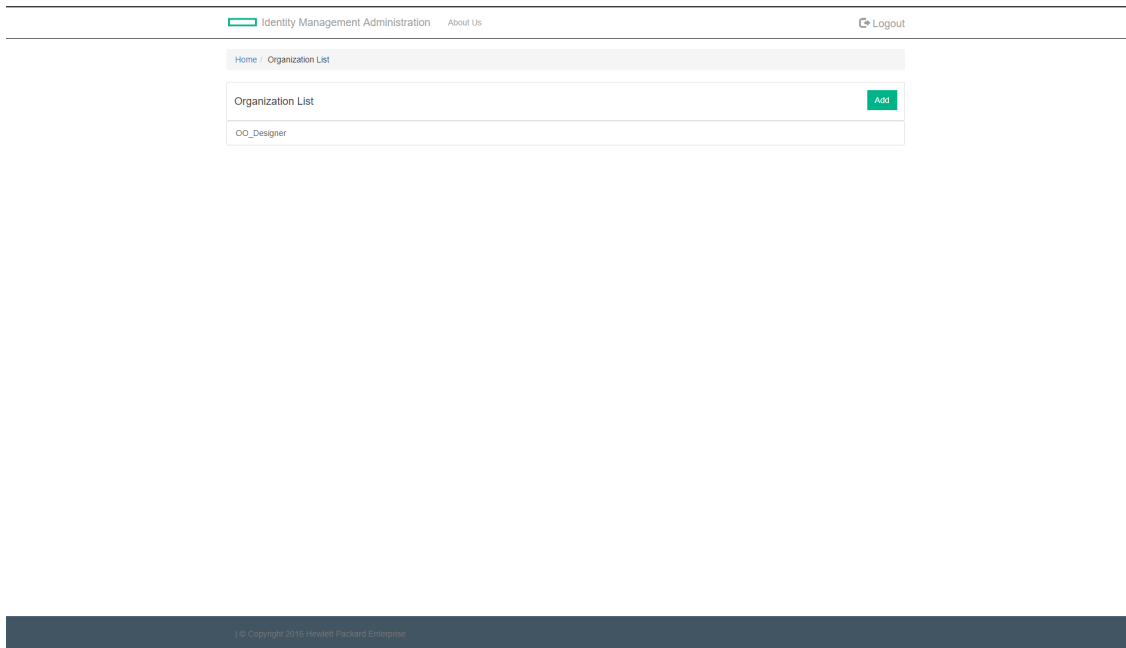 Identity Management Administration About Us Logout
Home / Organization List
Organization List Add
OO_Designer
| © Copyright 2016 Hewlett Packard Enterprise